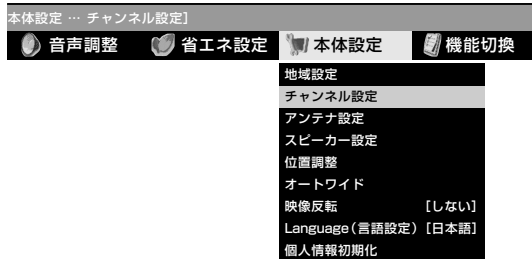 本体設定 … チャンネル設定]
音声調整 省エネ設定 本体設定 機能切換
地域設定
チャンネル設定
アンテナ設定
スピーカー設定
位置調整
オートワイド
映像反転 [しない]
Language(言語設定) [日本語]
個人情報初期化